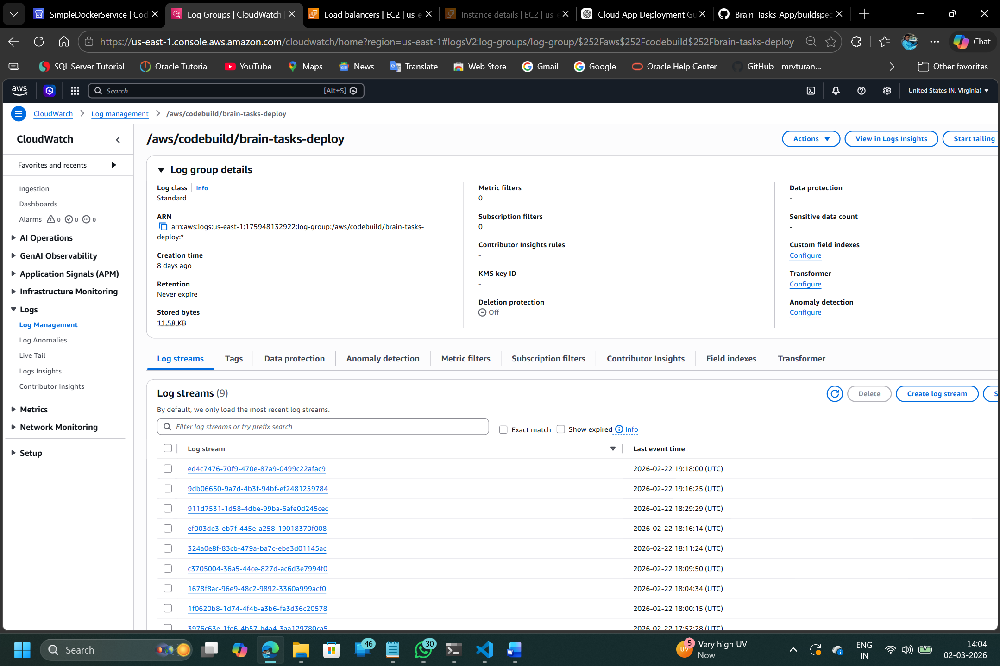 SimpleDockerService | Cod
Log Groups | CloudWatch
Load balancers | EC2 | us-e
Instance details | EC2 | us-e
Cloud App Deployment Gu
Brain-Tasks-App/buildspec
https://us-east-1.console.aws.amazon.com/cloudwatch/home?region=us-east-1#logsV2:log-groups/log-group/$252Faws$252Fcodebuild$252Fbrain-tasks-deploy
Chat
SQL Server Tutorial
Oracle Tutorial
YouTube
Maps
News
Translate
Web Store
Gmail
Google
Oracle Help Center
GitHub - mrvturan...
Other favorites
aws
Search
[Alt+S]
United States (N. Virginia)
CloudWatch
Log management
/aws/codebuild/brain-tasks-deploy
CloudWatch
Favorites and recents
Ingestion
Dashboards
Alarms 0 0 0
AI Operations
GenAI Observability
Application Signals (APM)
Infrastructure Monitoring
Logs
Log Management
Log Anomalies
Live Tail
Logs Insights
Contributor Insights
Metrics
Network Monitoring
Setup
/aws/codebuild/brain-tasks-deploy
Actions
View in Logs Insights
Start tailing
Log group details
Log class Info
Standard
ARN
arn:aws:logs:us-east-1:175948132922:log-group:/aws/codebuild/brain-tasks-
deploy:*
Creation time
8 days ago
Retention
Never expire
Stored bytes
11.58 KB
Metric filters
0
Subscription filters
0
Contributor Insights rules
-
KMS key ID
-
Deletion protection
Off
Data protection
-
Sensitive data count
-
Custom field indexes
Configure
Transformer
Configure
Anomaly detection
Configure
Log streams
Tags
Data protection
Anomaly detection
Metric filters
Subscription filters
Contributor Insights
Field indexes
Transformer
Log streams (9)
Delete
Create log stream
S
By default, we only load the most recent log streams.
Filter log streams or try prefix search
Exact match
Show expired
Info
Log stream
Last event time
ed4c7476-70f9-470e-87a9-0499c22afac9 2026-02-22 19:18:00 (UTC)
9db06650-9a7d-4b3f-94bf-ef2481259784 2026-02-22 19:16:25 (UTC)
911d7531-1d58-4dbe-99ba-6afe0d245cec 2026-02-22 18:29:29 (UTC)
ef003de3-eb7f-445e-a258-19018370f008 2026-02-22 18:16:14 (UTC)
324a0e8f-83cb-479a-ba7c-ebe3d01145ac 2026-02-22 18:11:24 (UTC)
c3705004-36a5-44ce-827d-ac6d3e7994f0 2026-02-22 18:09:50 (UTC)
1678f8ac-96e9-48c2-9892-3360a999acf0 2026-02-22 18:04:34 (UTC)
1f0620b8-1d74-4f4b-a3b6-fa3d36c20578 2026-02-22 18:00:15 (UTC)
3976c63e-1fe6-4b57-b4a4-3aa129780ca5 2026-02-22 17:52:28 (UTC)
Search
46
30
UV
5
Very high UV
Now
ENG
IN
14:04
02-03-2026